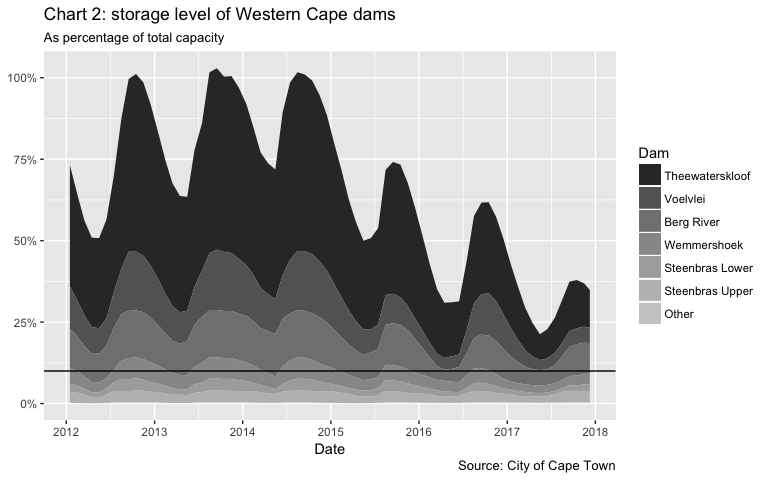 Chart 2: storage level of Western Cape dams
As percentage of total capacity
100%
75%
50%
25%
0%
2012 2013 2014 2015 2016 2017 2018
Date
Dam
Theewaterskloof
Voelvlei
Berg River
Wemmershoek
Steenbras Lower
Steenbras Upper
Other
Source: City of Cape Town